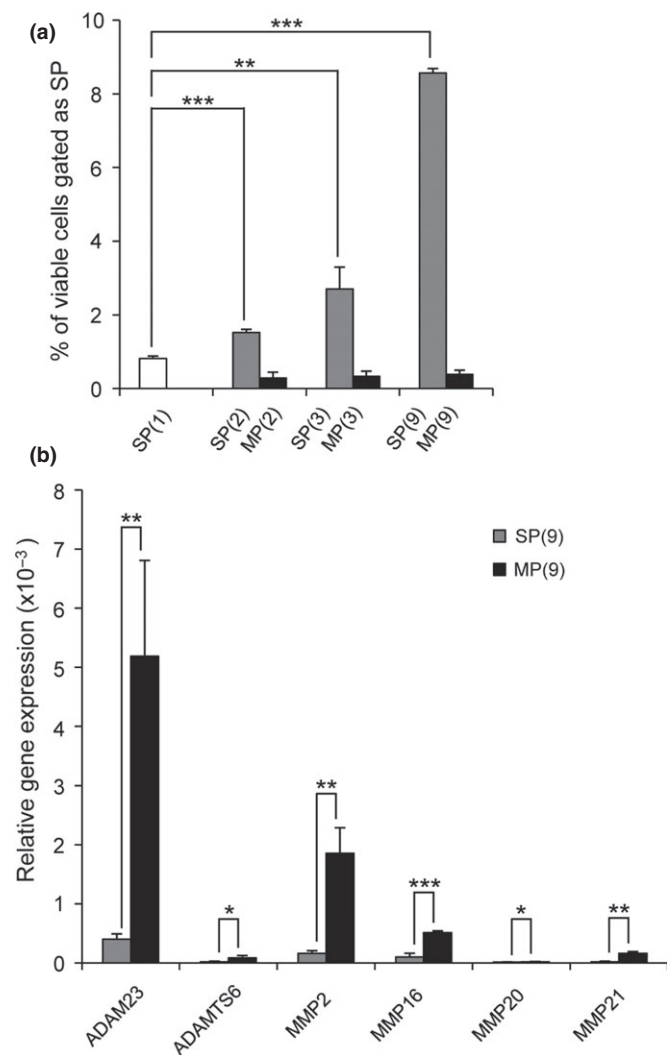 (a)
% of viable cells gated as SP
10
8
6
4
2
0
***
**
***
SP(1)
SP(2)
MP(2)
SP(3)
MP(3)
SP(9)
MP(9)
(b)
Relative gene expression (x10⁻³)
8
7
6
5
4
3
2
1
0
SP(9)
MP(9)
**
*
**
***
*
**
ADAM23
ADAMTS6
MMP2
MMP16
MMP20
MMP21